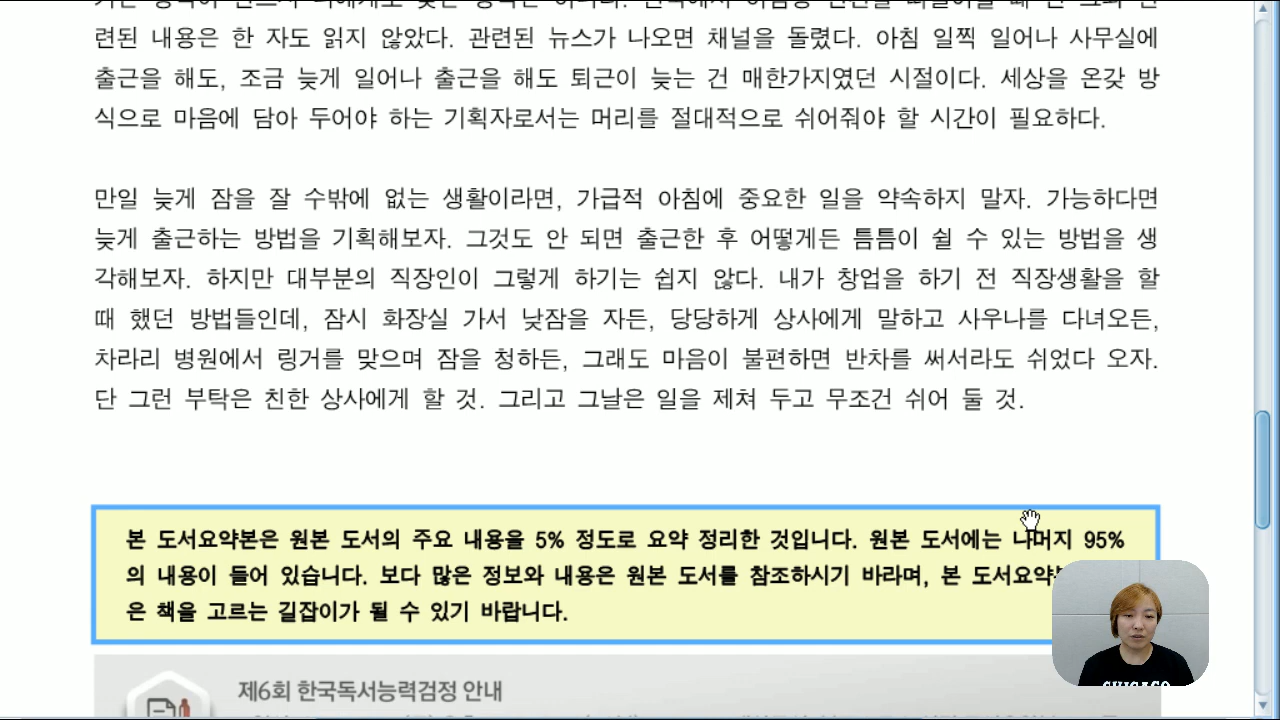 련된 내용은 한 자도 읽지 않았다. 관련된 뉴스가 나오면 채널을 돌렸다. 아침 일찍 일어나 사무실에
출근을 해도, 조금 늦게 일어나 출근을 해도 퇴근이 늦는 건 매한가지였던 시절이다. 세상을 온갖 방
식으로 마음에 담아 두어야 하는 기획자로서는 머리를 절대적으로 쉬어줘야 할 시간이 필요하다.
만일 늦게 잠을 잘 수밖에 없는 생활이라면, 가급적 아침에 중요한 일을 약속하지 말자. 가능하다면
늦게 출근하는 방법을 기획해보자. 그것도 안 되면 출근한 후 어떻게든 틈틈이 쉴 수 있는 방법을 생
각해보자. 하지만 대부분의 직장인이 그렇게 하기는 쉽지 않다. 내가 창업을 하기 전 직장생활을 할
때 했던 방법들인데, 잠시 화장실 가서 낮잠을 자든, 당당하게 상사에게 말하고 사우나를 다녀오든,
차라리 병원에서 링거를 맞으며 잠을 청하든, 그래도 마음이 불편하면 반차를 써서라도 쉬었다 오자.
단 그런 부탁은 친한 상사에게 할 것. 그리고 그날은 일을 제쳐 두고 무조건 쉬어 둘 것.
본 도서요약본은 원본 도서의 주요 내용을 5% 정도로 요약 정리한 것입니다. 원본 도서에는 나머지 95%
의 내용이 들어 있습니다. 보다 많은 정보와 내용은 원본 도서를 참조하시기 바라며, 본 도서요약
은 책을 고르는 길잡이가 될 수 있기 바랍니다.
제6회 한국독서능력검정 안내
CHICAGO